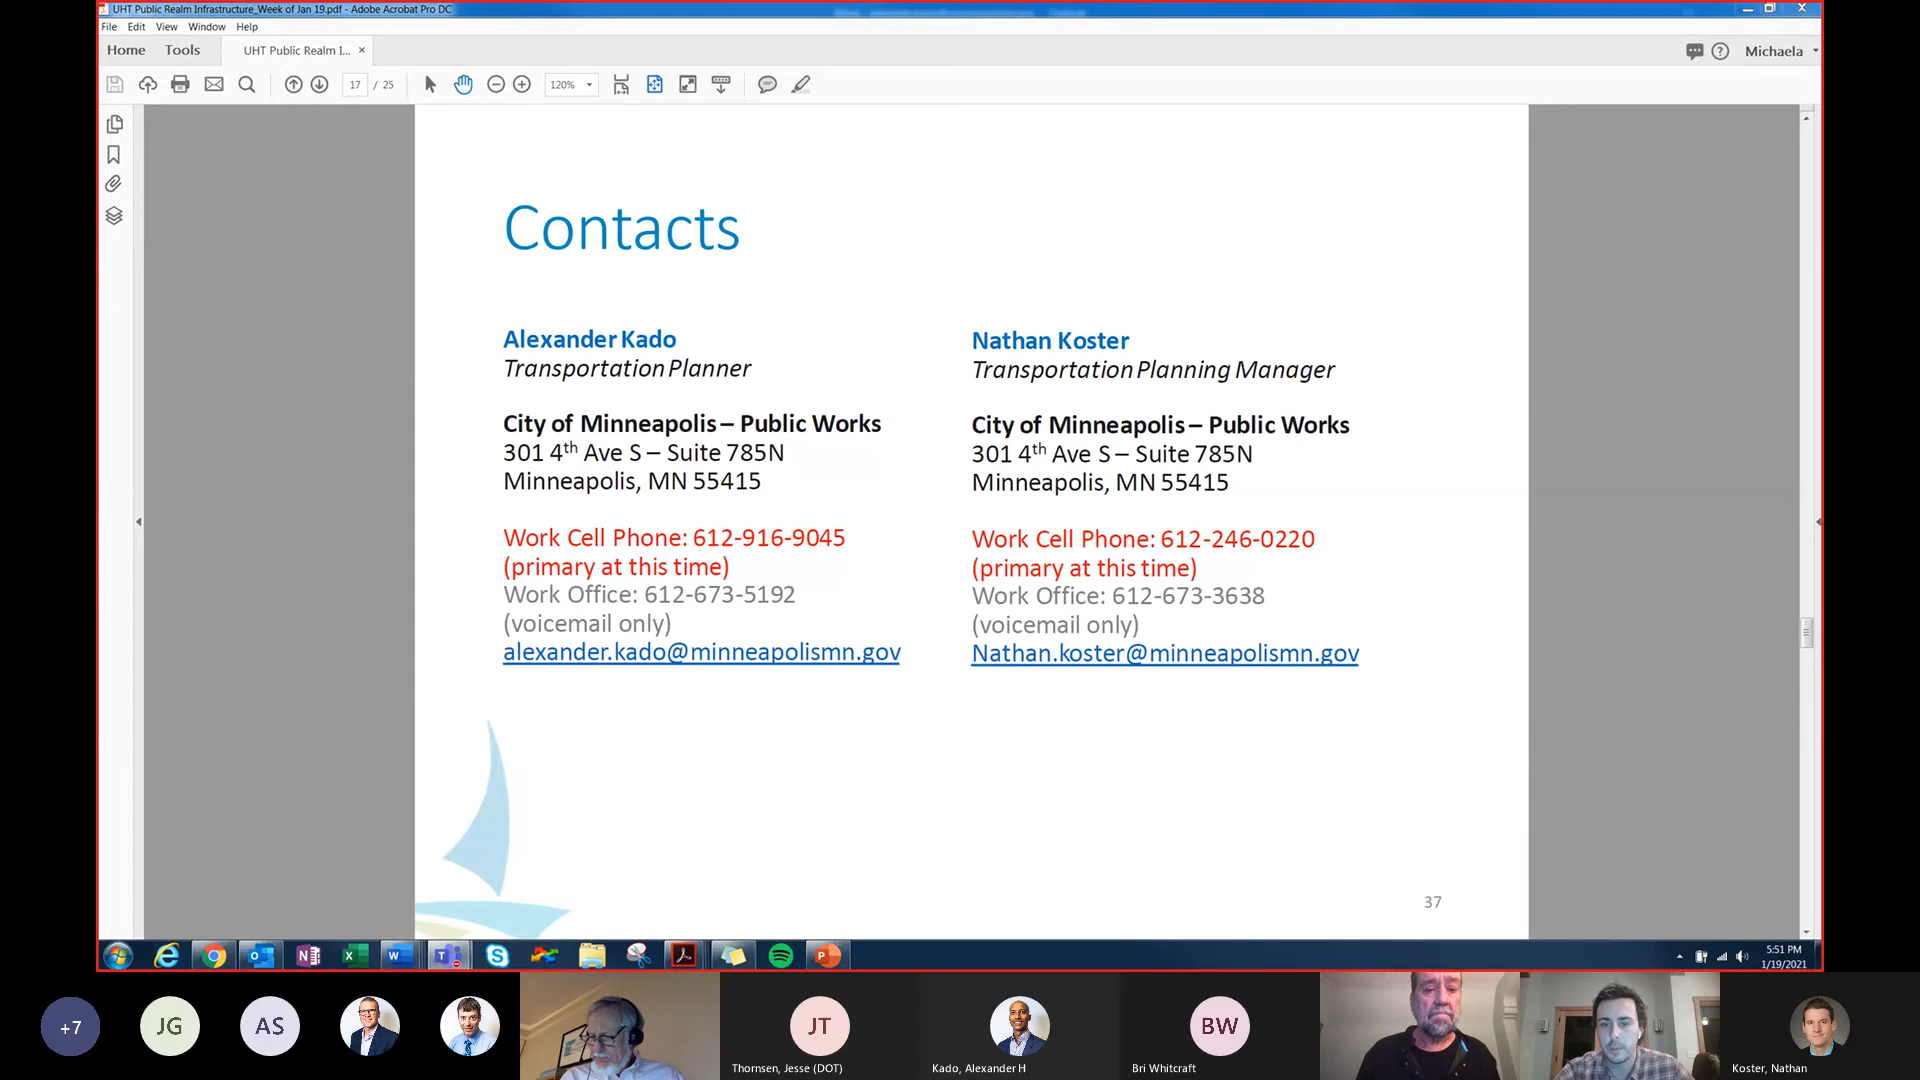 UHT Public Realm Infrastructure_Week of Jan 19.pdf - Adobe Acrobat Pro DC
File Edit View Window Help
Home Tools UHT Public Realm I... ×
Michaela
17 / 25
120%
Contacts
Alexander Kado
Transportation Planner
City of Minneapolis – Public Works
301 4th Ave S – Suite 785N
Minneapolis, MN 55415
Work Cell Phone: 612-916-9045
(primary at this time)
Work Office: 612-673-5192
(voicemail only)
alexander.kado@minneapolismn.gov
Nathan Koster
Transportation Planning Manager
City of Minneapolis – Public Works
301 4th Ave S – Suite 785N
Minneapolis, MN 55415
Work Cell Phone: 612-246-0220
(primary at this time)
Work Office: 612-673-3638
(voicemail only)
Nathan.koster@minneapolismn.gov
37
5:51 PM
1/19/2021
+7
JG
AS
JT
Thornsen, Jesse (DOT)
Kado, Alexander H
BW
Bri Whitcraft
Koster, Nathan